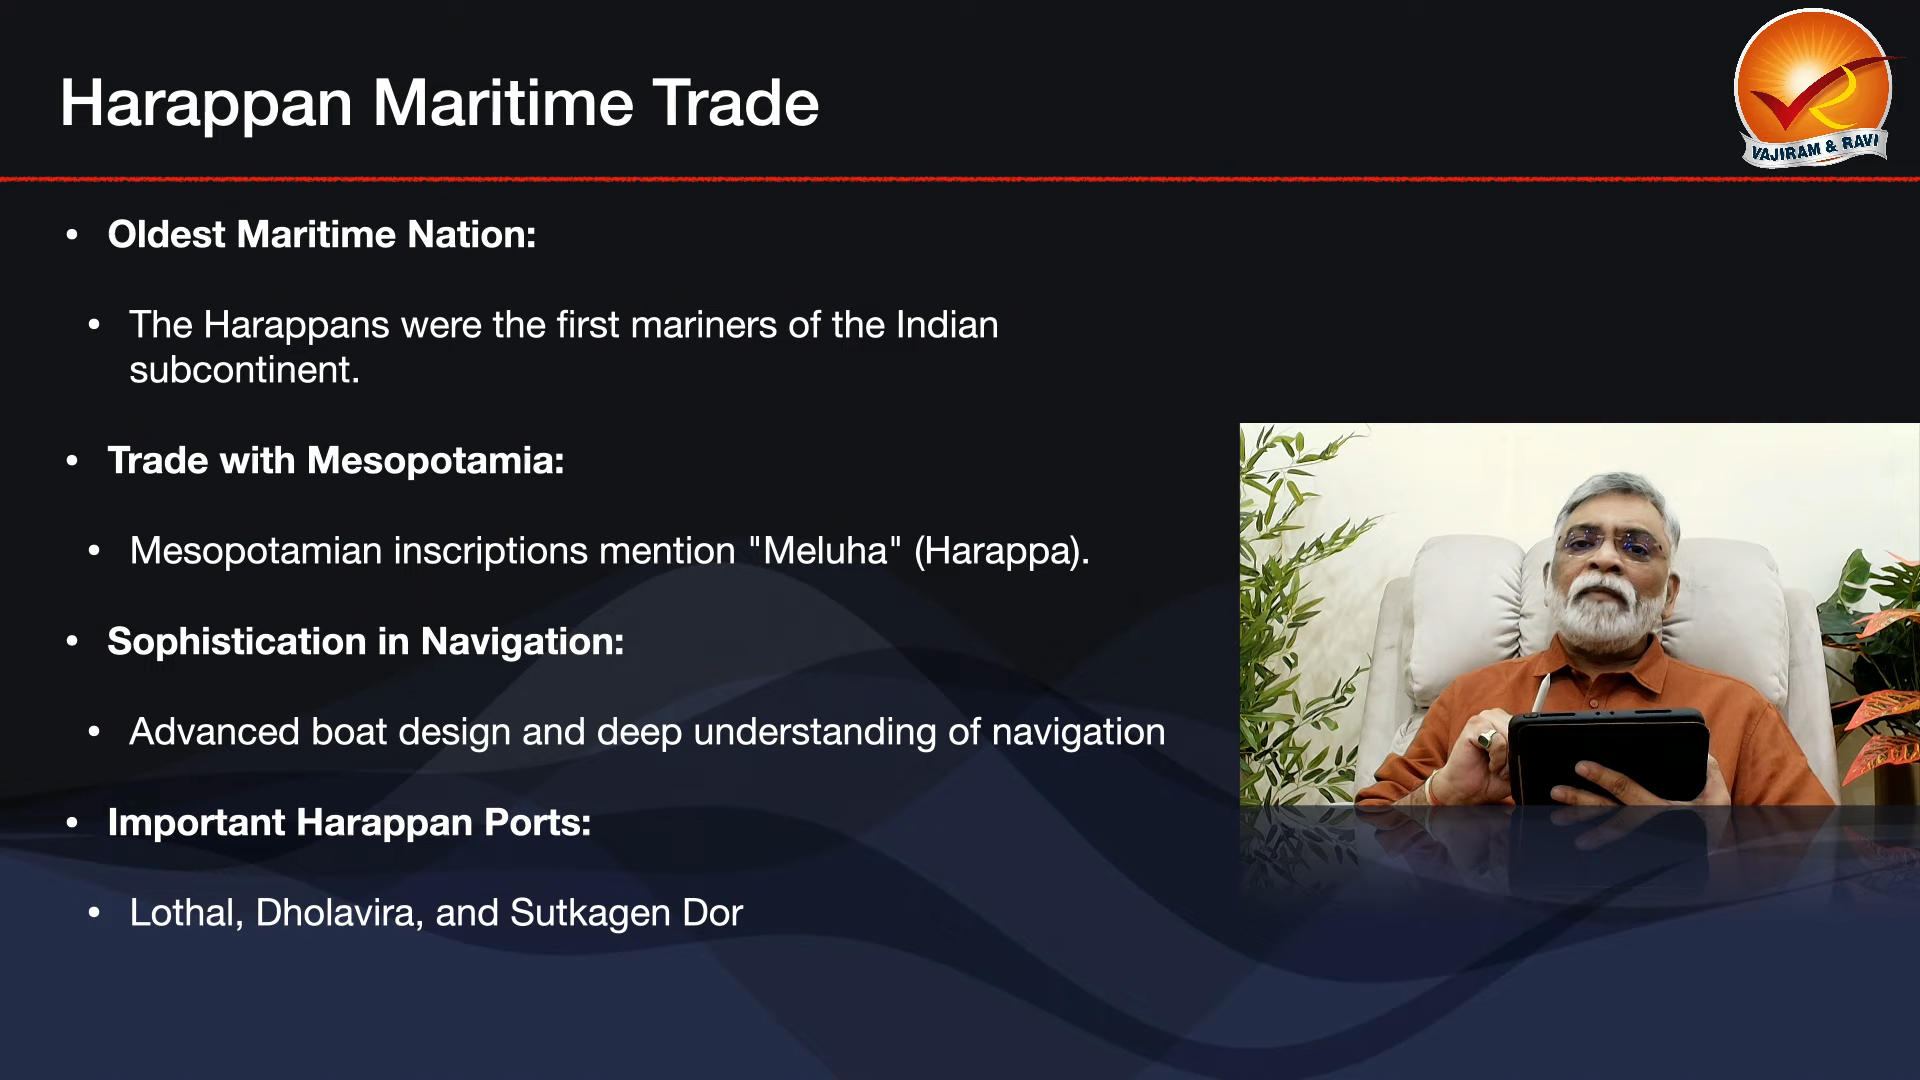 Harappan Maritime Trade
VAJIRAM & RAVI
• Oldest Maritime Nation:
• The Harappans were the first mariners of the Indian
subcontinent.
• Trade with Mesopotamia:
• Mesopotamian inscriptions mention "Meluha" (Harappa).
• Sophistication in Navigation:
• Advanced boat design and deep understanding of navigation
• Important Harappan Ports:
• Lothal, Dholavira, and Sutkagen Dor